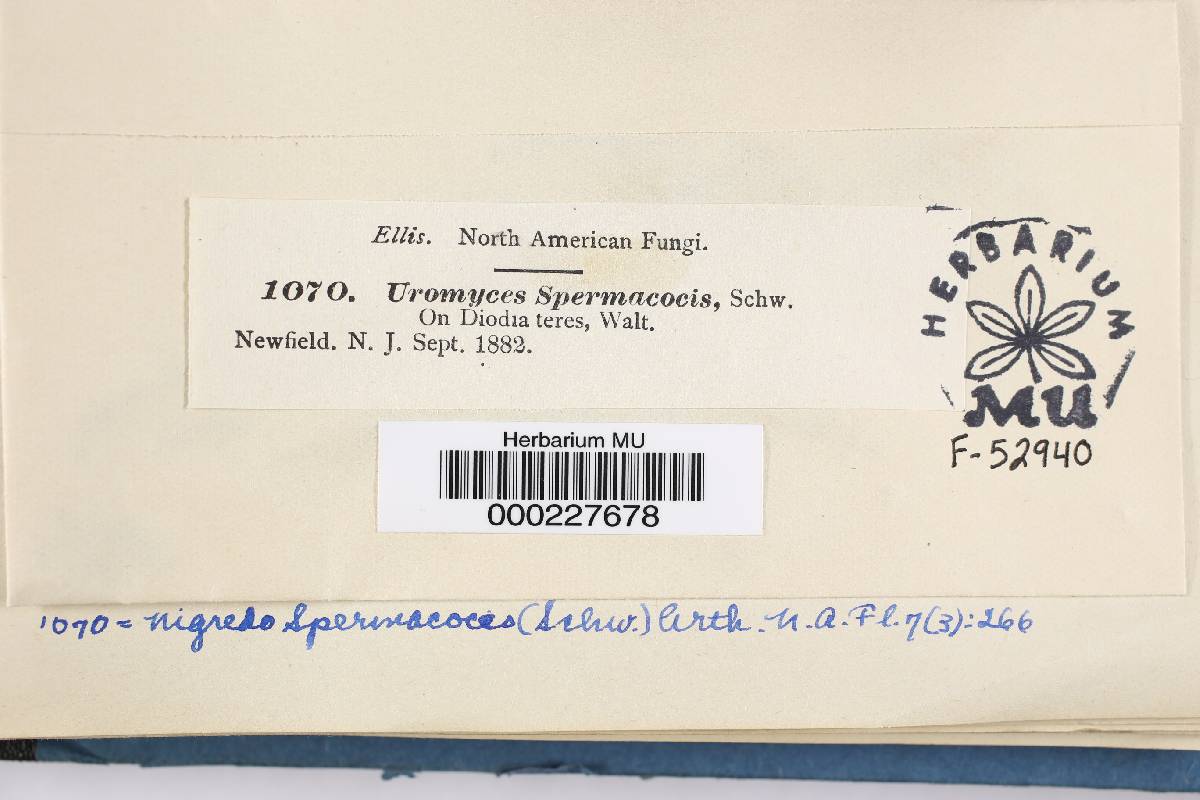 Ellis. North American Fungi.
1070. Uromyces Spermacocis, Schw.
On Diodia teres, Walt.
Newfield. N. J. Sept. 1882.
HERBARIUM
MU
F-52940
Herbarium MU
000227678
1070 = Nigredo Spermacoces (Schw.) Arth. N. A. Fl. 7(3):266